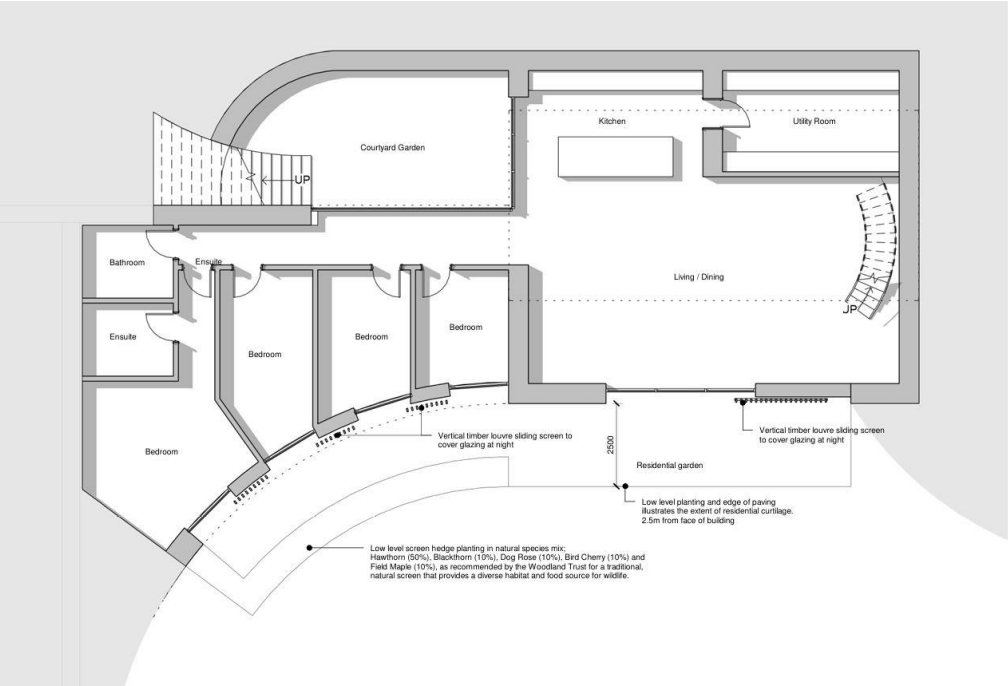 Kitchen
Utility Room
Courtyard Garden
UP
Bathroom
Ensuite
Living / Dining
UP
Ensuite
Bedroom
Bedroom
Bedroom
Bedroom
Vertical timber louvre sliding screen to
cover glazing at night
Vertical timber louvre sliding screen
to cover glazing at night
2500
Residential garden
Low level planting and edge of paving
illustrates the extent of residential curtilage.
2.5m from face of building
Low level screen hedge planting in natural species mix;
Hawthorn (50%), Blackthorn (10%), Dog Rose (10%), Bird Cherry (10%) and
Field Maple (10%), as recommended by the Woodland Trust for a traditional,
natural screen that provides a diverse habitat and food source for wildlife.